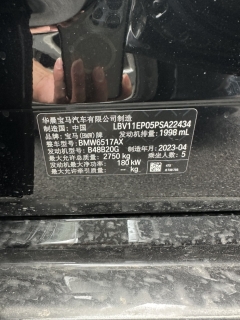 华晨宝马汽车有限公司制造
制造国：中国 LBV11EP05PSA22434
品牌：宝马(BMW)牌 发动机排量：1998 mL
整车型号：BMW6517AX
发动机型号：B48B20G 制造年月：2023-04
最大允许总质量：2750 kg 乘坐人数：5
发动机最大净功率：180 kW
最大允许牵引质量：- kg